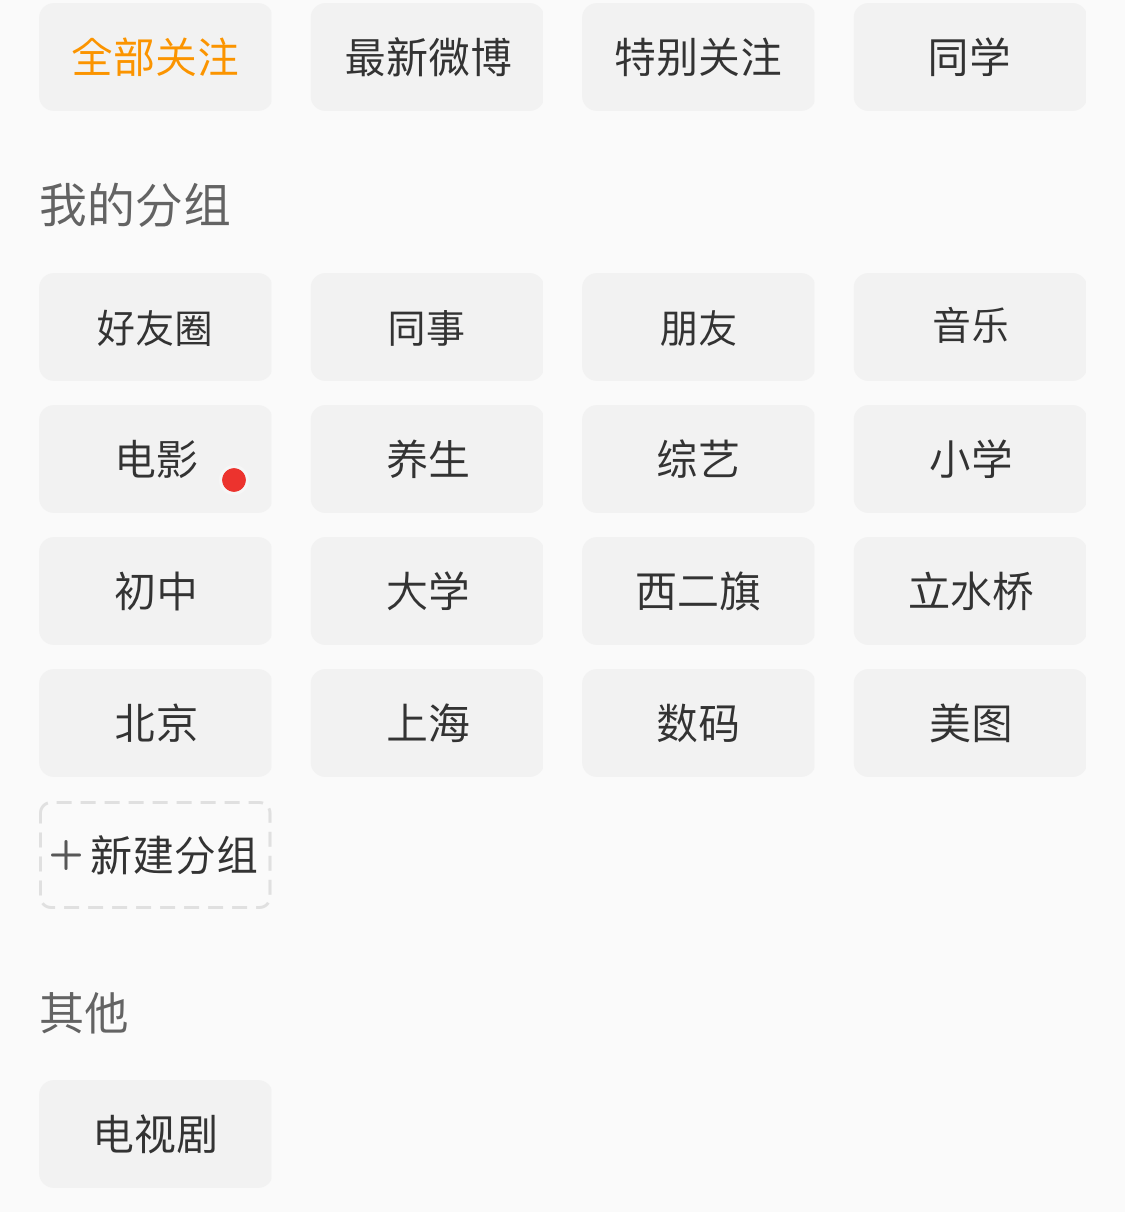 全部关注 最新微博 特别关注 同学
我的分组
好友圈 同事 朋友 音乐
电影 养生 综艺 小学
初中 大学 西二旗 立水桥
北京 上海 数码 美图
+ 新建分组
其他
电视剧